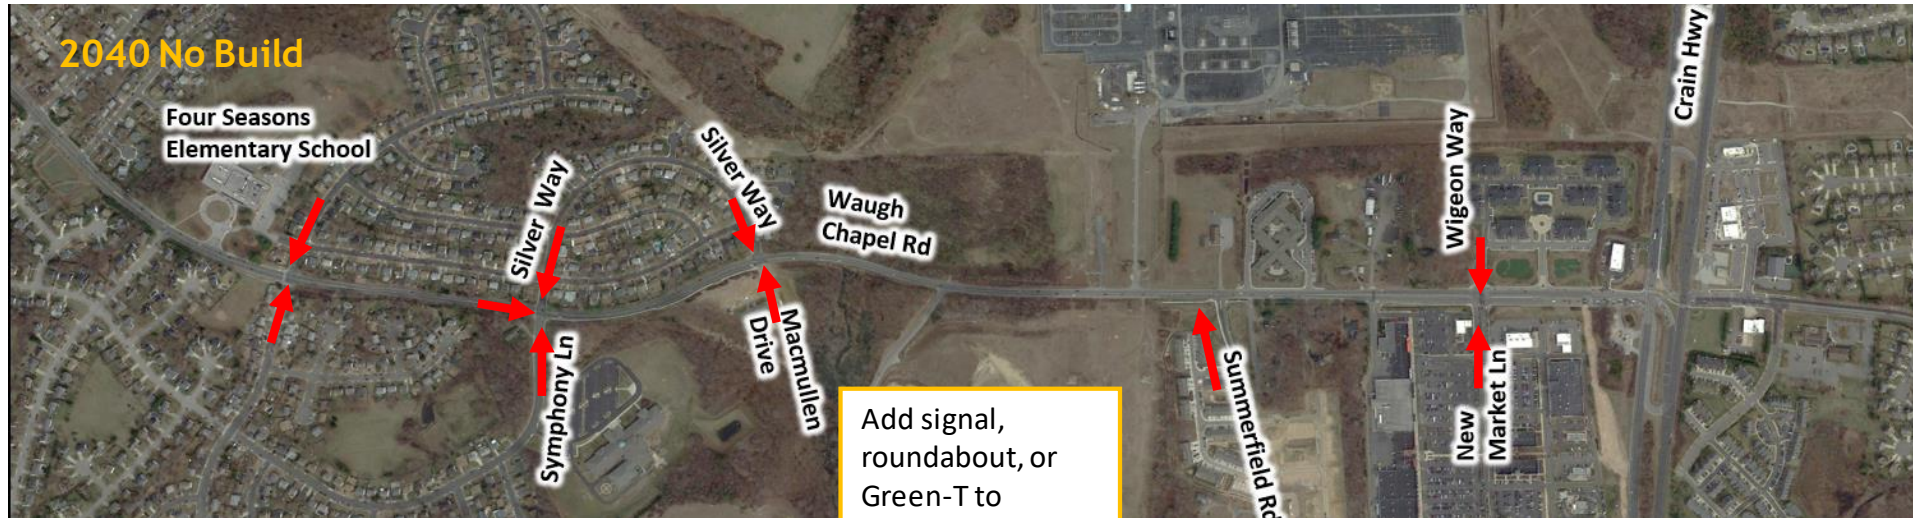 2040 No Build
Four Seasons
Elementary School
Silver Way
Symphony Ln
Silver Way
Macmullen
Drive
Waugh
Chapel Rd
Add signal,
roundabout, or
Green-T to
Summerfield Rd
Wigeon Way
New
Market Ln
Crain Hwy